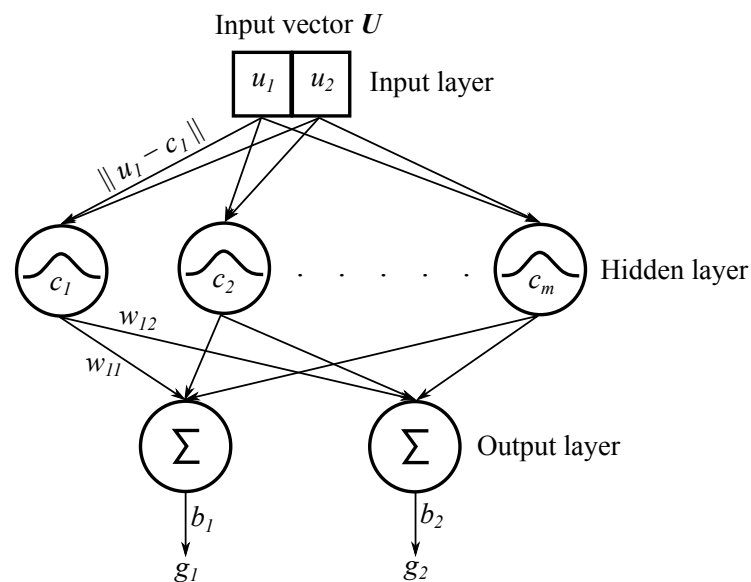 Input vector U
u1 u2 Input layer
‖ u1 – c1 ‖
c1 c2 . . . . . cm Hidden layer
w12
w11
Σ Σ Output layer
b1 b2
g1 g2